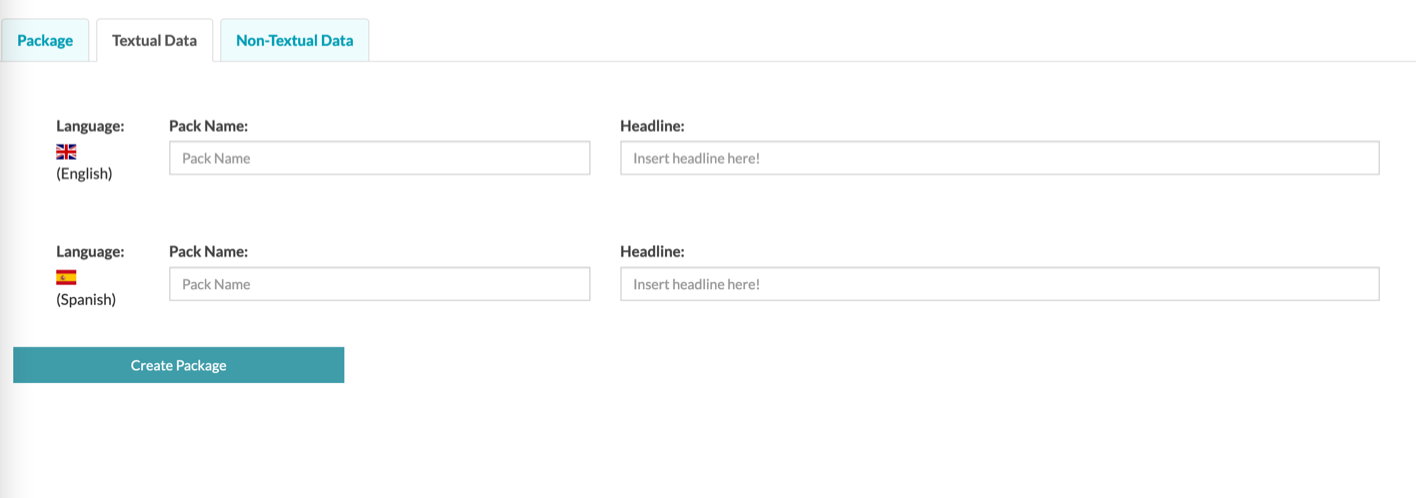 Package Textual Data Non-Textual Data
Language: Pack Name: Headline:
Pack Name Insert headline here!
(English)
Language: Pack Name: Headline:
Pack Name Insert headline here!
(Spanish)
Create Package